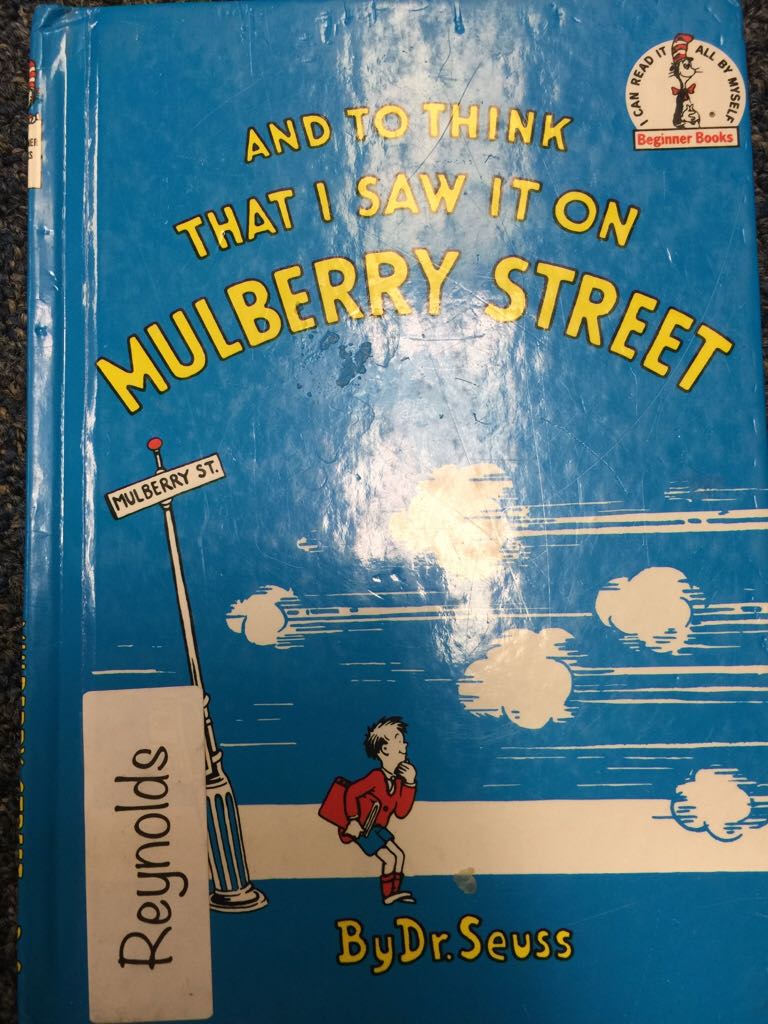 I CAN READ IT ALL BY MYSELF
Beginner Books
AND TO THINK
THAT I SAW IT ON
MULBERRY STREET
MULBERRY ST.
Reynolds
By Dr. Seuss